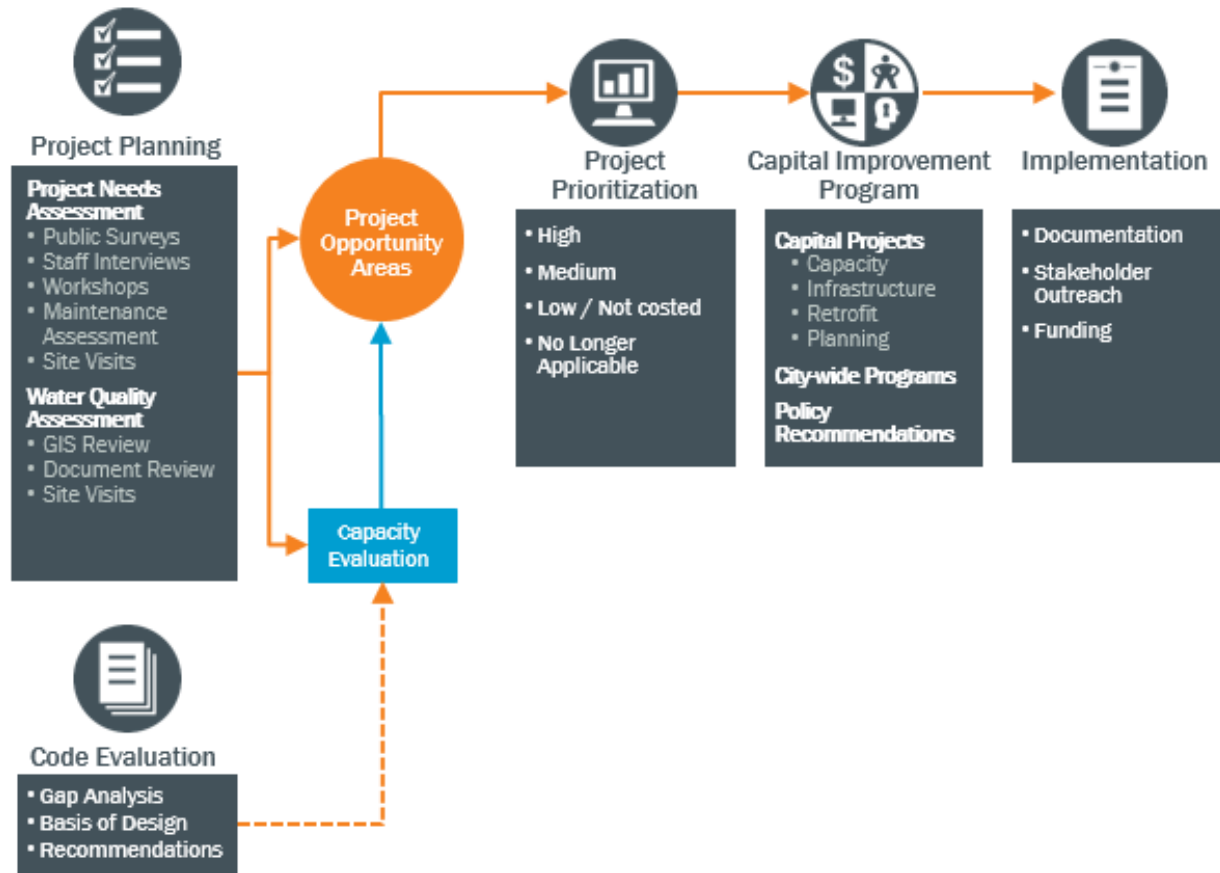 Project Planning
Project Needs
Assessment
• Public Surveys
• Staff Interviews
• Workshops
• Maintenance
Assessment
• Site Visits
Water Quality
Assessment
• GIS Review
• Document Review
• Site Visits
Code Evaluation
• Gap Analysis
• Basis of Design
• Recommendations
Project
Opportunity
Areas
Capacity
Evaluation
Project
Prioritization
• High
• Medium
• Low / Not costed
• No Longer
Applicable
$
Capital Improvement
Program
Capital Projects
• Capacity
• Infrastructure
• Retrofit
• Planning
City-wide Programs
Policy
Recommendations
Implementation
• Documentation
• Stakeholder
Outreach
• Funding